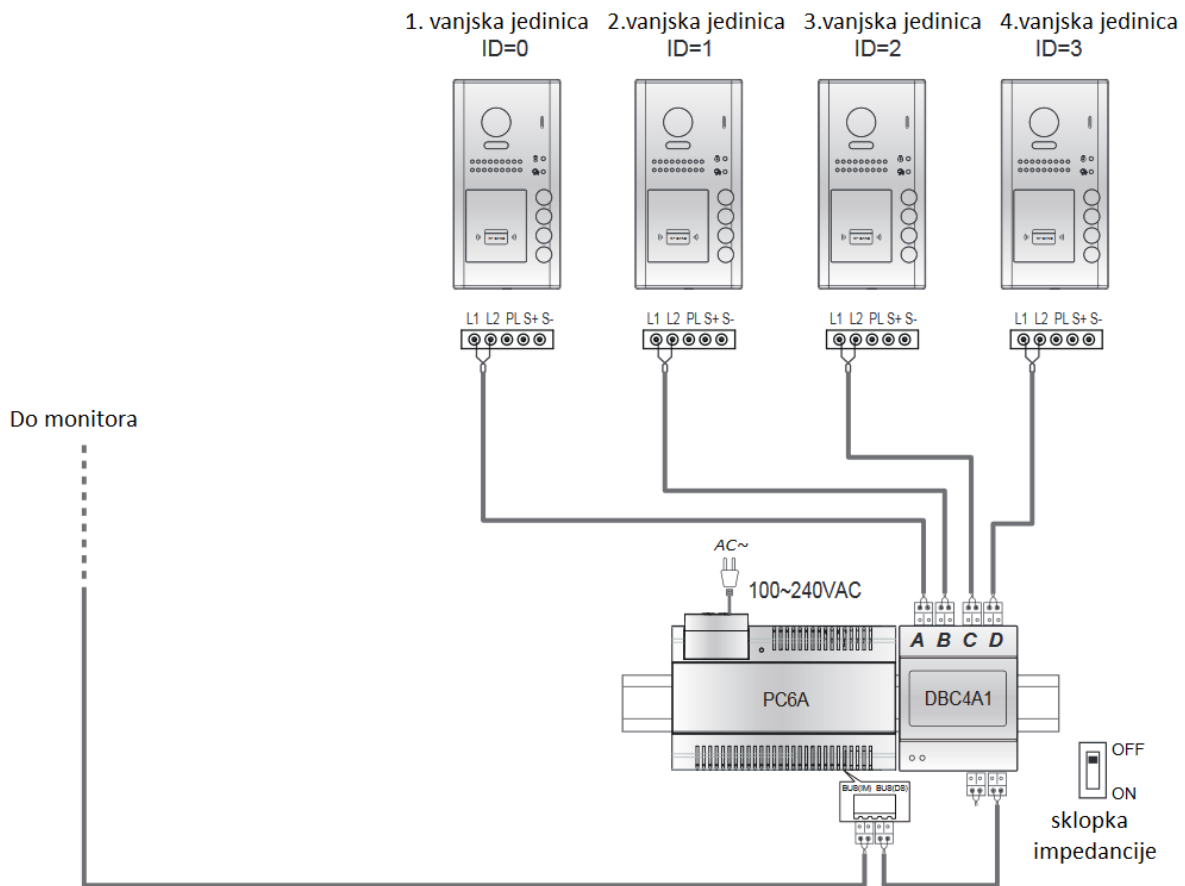 1. vanjska jedinica 2.vanjska jedinica 3.vanjska jedinica 4.vanjska jedinica
ID=0 ID=1 ID=2 ID=3
L1 L2 PL S+ S- L1 L2 PL S+ S- L1 L2 PL S+ S- L1 L2 PL S+ S-
Do monitora
AC~
100~240VAC
A B C D
PC6A DBC4A1
OFF
ON
BUS(IM) BUS(DS)
sklopka
impedancije